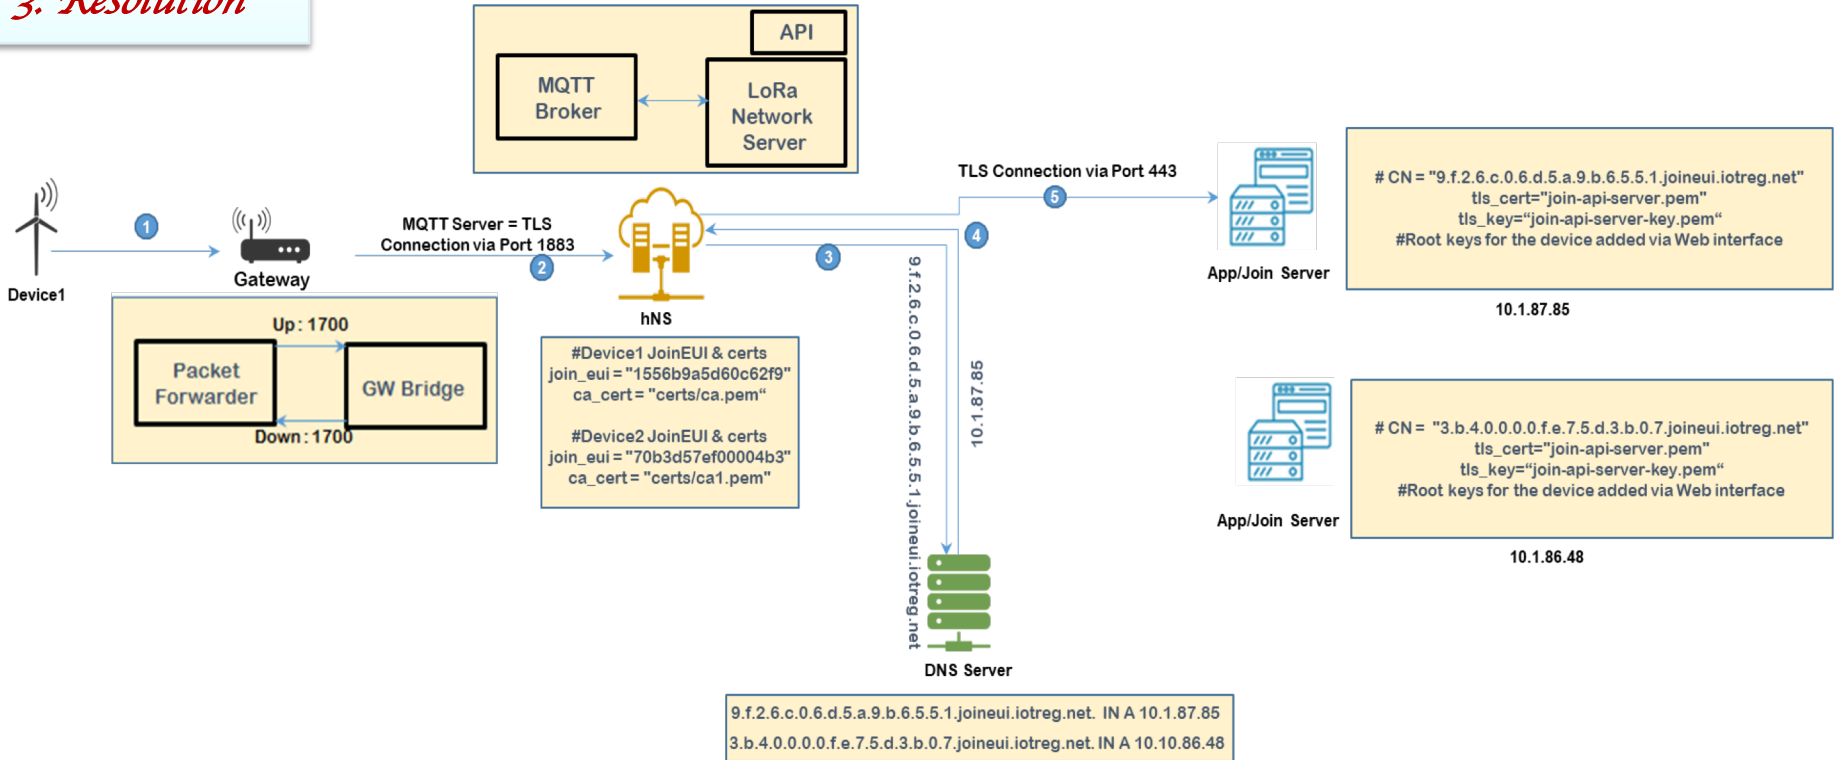 3. Resolution
API
MQTT
Broker
LoRa
Network
Server
TLS Connection via Port 443
5
# CN = "9.f.2.6.c.0.6.d.5.a.9.b.6.5.5.1.joineui.iotreg.net"
tls_cert="join-api-server.pem"
tls_key=“join-api-server-key.pem“
#Root keys for the device added via Web interface
App/Join Server
10.1.87.85
1
MQTT Server = TLS
Connection via Port 1883
2
3
4
Gateway
Device1
hNS
Up: 1700
Packet
Forwarder
GW Bridge
Down: 1700
#Device1 JoinEUI & certs
join_eui = "1556b9a5d60c62f9"
ca_cert = "certs/ca.pem“
#Device2 JoinEUI & certs
join_eui = "70b3d57ef00004b3"
ca_cert = "certs/ca1.pem"
9.f.2.6.c.0.6.d.5.a.9.b.6.5.5.1.joineui.iotreg.net
10.1.87.85
# CN = "3.b.4.0.0.0.0.f.e.7.5.d.3.b.0.7.joineui.iotreg.net"
tls_cert="join-api-server.pem"
tls_key=“join-api-server-key.pem“
#Root keys for the device added via Web interface
App/Join Server
10.1.86.48
DNS Server
9.f.2.6.c.0.6.d.5.a.9.b.6.5.5.1.joineui.iotreg.net. IN A 10.1.87.85
3.b.4.0.0.0.0.f.e.7.5.d.3.b.0.7.joineui.iotreg.net. IN A 10.10.86.48